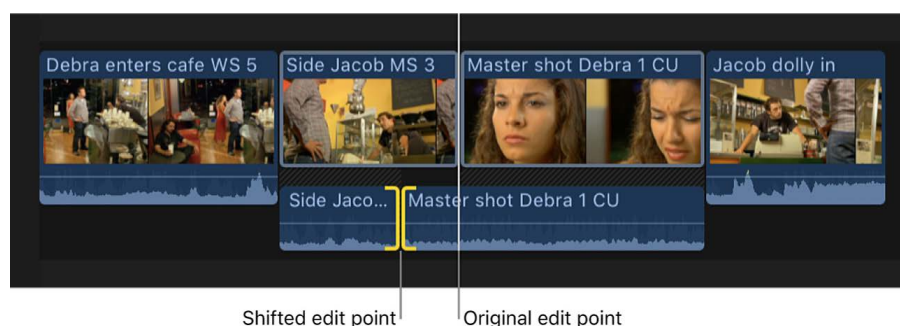 Debra enters cafe WS 5
Side Jacob MS 3
Master shot Debra 1 CU
Jacob dolly in
Side Jaco...
Master shot Debra 1 CU
Shifted edit point
Original edit point